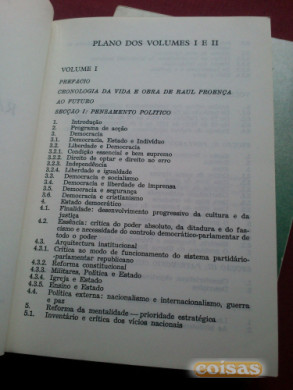 PLANO DOS VOLUMES I E II
VOLUME I
PREFÁCIO
CRONOLOGIA DA VIDA E OBRA DE RAUL PROENÇA
AO FUTURO
SECÇÃO I: PENSAMENTO POLÍTICO
1. Introdução
2. Programa de acção
3. Democracia
3.1. Democracia, Estado e Indivíduo
3.2. Liberdade e Democracia
3.2.1. Condição essencial e bem supremo
3.2.2. Direito de optar e direito ao erro
3.2.3. Independência
3.2.4. Liberdade e igualdade
3.3. Democracia e socialismo
3.4. Democracia e liberdade de imprensa
3.5. Democracia e segurança
3.6. Democracia e cristianismo
4. Estado democrático
4.1. Finalidade: desenvolvimento progressivo da cultura e da
justiça
4.2. Essência: crítica do poder absoluto, da ditadura e do fas-
cismo e necessidade do controlo democrático-parlamentar de
todo o poder
4.3. Arquitectura institucional
4.3.1. Crítica ao modo de funcionamento do sistema partidário-
-parlamentar republicano
4.3.2. Reforma constitucional
4.3.3. Militares, Política e Estado
4.3.4. Igreja e Estado
4.3.5. Ensino e Estado
4.4. Política externa: nacionalismo e internacionalismo, guerra
e paz
5. Reforma da mentalidade — prioridade estratégica
5.1. Inventário e crítica dos vícios nacionais
coisas